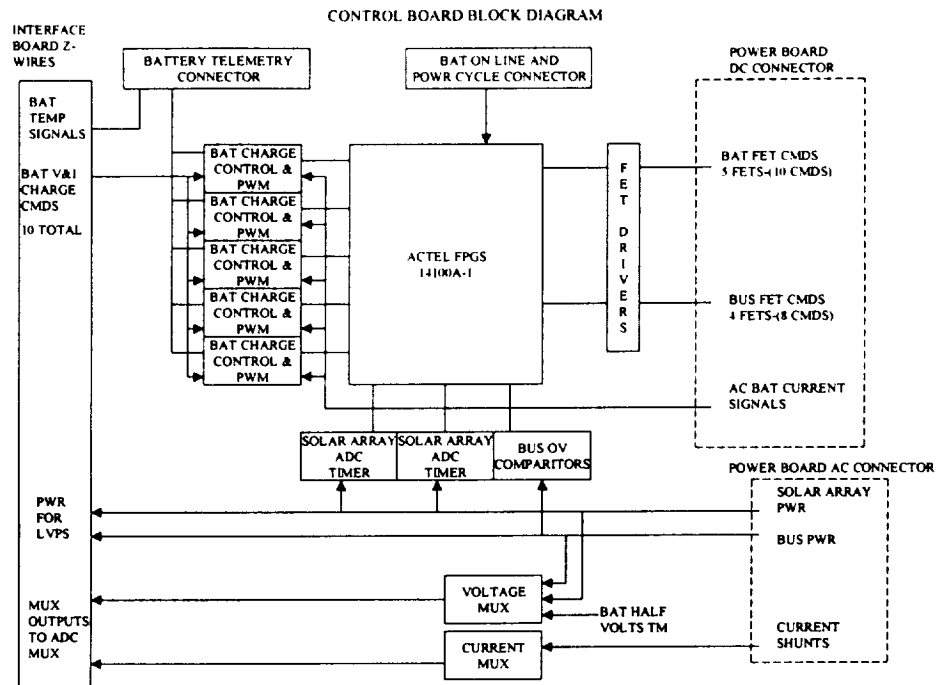 CONTROL BOARD BLOCK DIAGRAM
INTERFACE
BOARD Z-
WIRES
BATTERY TELEMETRY
CONNECTOR
BAT ON LINE AND
POWR CYCLE CONNECTOR
POWER BOARD
DC CONNECTOR
BAT
TEMP
SIGNALS
BAT V&I
CHARGE
CMDS
10 TOTAL
BAT CHARGE
CONTROL &
PWM
BAT CHARGE
CONTROL &
PWM
BAT CHARGE
CONTROL &
PWM
BAT CHARGE
CONTROL &
PWM
BAT CHARGE
CONTROL &
PWM
ACTEL FPGS
14100A-1
FET DRIVERS
BAT FET CMDS
5 FETS-(10 CMDS)
BUS FET CMDS
4 FETS-(8 CMDS)
AC BAT CURRENT
SIGNALS
SOLAR ARRAY
ADC
TIMER
SOLAR ARRAY
ADC
TIMER
BUS OV
COMPARITORS
POWER BOARD AC CONNECTOR
SOLAR ARRAY
PWR
BUS PWR
PWR
FOR
LVPS
VOLTAGE
MUX
BAT HALF
VOLTS TM
MUX
OUTPUTS
TO ADC
MUX
CURRENT
MUX
CURRENT
SHUNTS